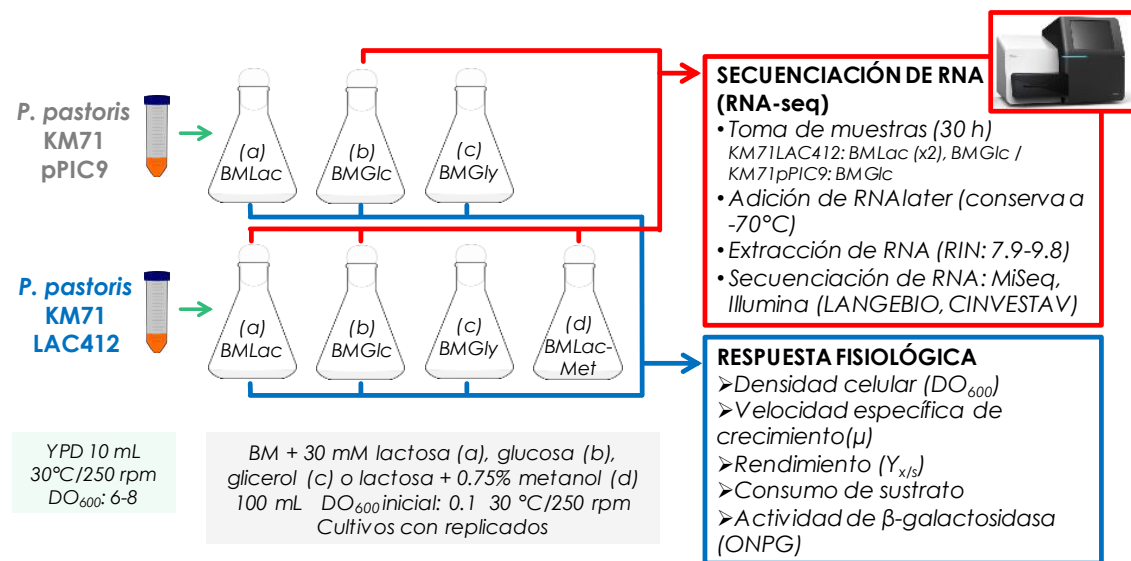 P. pastoris
KM71
pPIC9
(a)
BMLac
(b)
BMGlc
(c)
BMGly
P. pastoris
KM71
LAC412
(a)
BMLac
(b)
BMGlc
(c)
BMGly
(d)
BMLac-
Met
YPD 10 mL
30°C/250 rpm
DO600: 6-8
BM + 30 mM lactosa (a), glucosa (b),
glicerol (c) o lactosa + 0.75% metanol (d)
100 mL DO600 inicial: 0.1 30 °C/250 rpm
Cultivos con replicados
SECUENCIACIÓN DE RNA
(RNA-seq)
•Toma de muestras (30 h)
KM71LAC412: BMLac (x2), BMGlc /
KM71pPIC9: BMGlc
•Adición de RNAlater (conserva a
-70°C)
•Extracción de RNA (RIN: 7.9-9.8)
•Secuenciación de RNA: MiSeq,
Illumina (LANGEBIO, CINVESTAV)
RESPUESTA FISIOLÓGICA
➤Densidad celular (DO600)
➤Velocidad específica de
crecimiento(μ)
➤Rendimiento (Yx/s)
➤Consumo de sustrato
➤Actividad de β-galactosidasa
(ONPG)